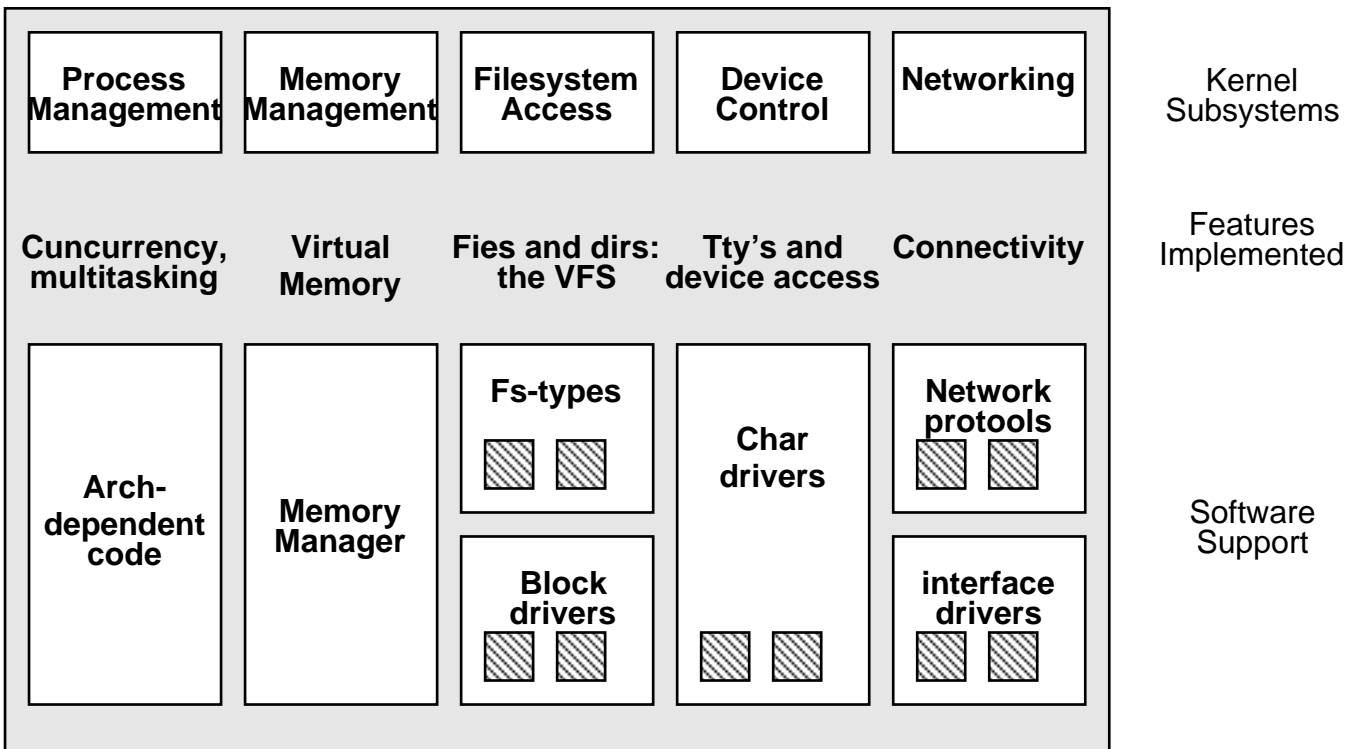 Process
Management
Memory
Management
Filesystem
Access
Device
Control
Networking
Kernel
Subsystems
Cuncurrency,
multitasking
Virtual
Memory
Fies and dirs:
the VFS
Tty's and
device access
Connectivity
Features
Implemented
Arch-
dependent
code
Memory
Manager
Fs-types
Block
drivers
Char
drivers
Network
protools
interface
drivers
Software
Support